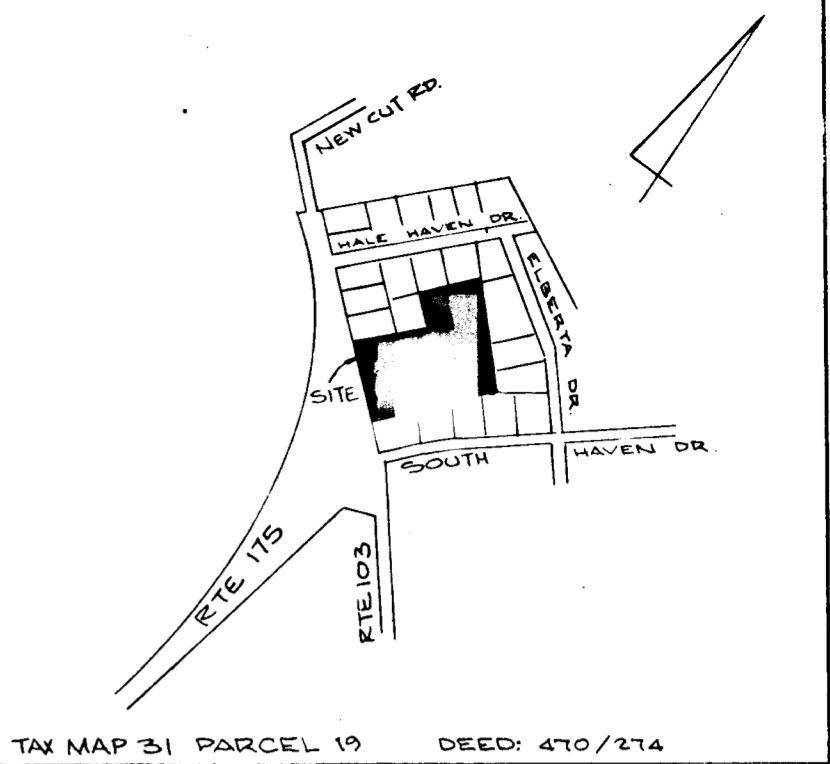 NEW CUT RD.
HALE HAVEN DR.
ELBERTA DR.
SITE
SOUTH HAVEN DR.
RTE 175
RTE 103
TAX MAP 31 PARCEL 19 DEED: 470/274